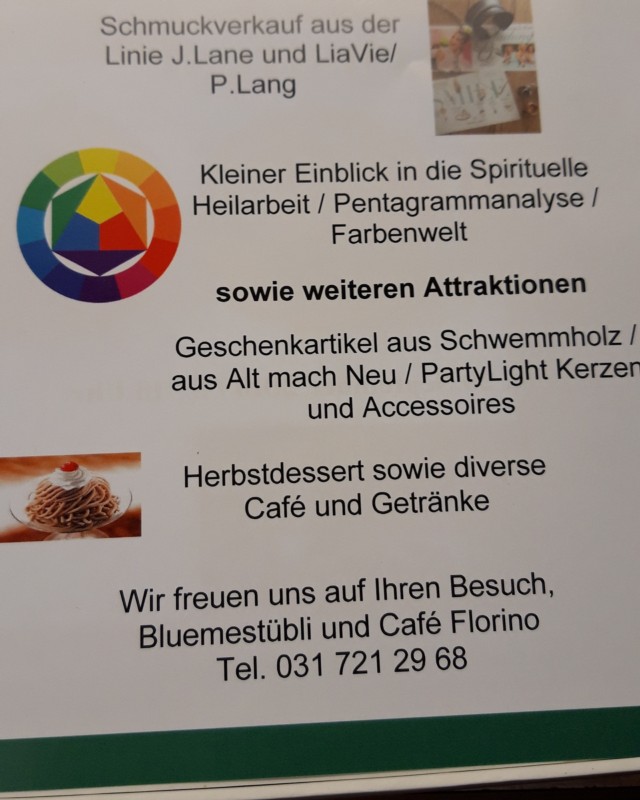 Schmuckverkauf aus der
Linie J.Lane und LiaVie/
P.Lang
Kleiner Einblick in die Spirituelle
Heilarbeit / Pentagrammanalyse /
Farbenwelt
sowie weiteren Attraktionen
Geschenkartikel aus Schwemmholz /
aus Alt mach Neu / PartyLight Kerzen
und Accessoires
Herbstdessert sowie diverse
Café und Getränke
Wir freuen uns auf Ihren Besuch,
Bluemestübli und Café Florino
Tel. 031 721 29 68